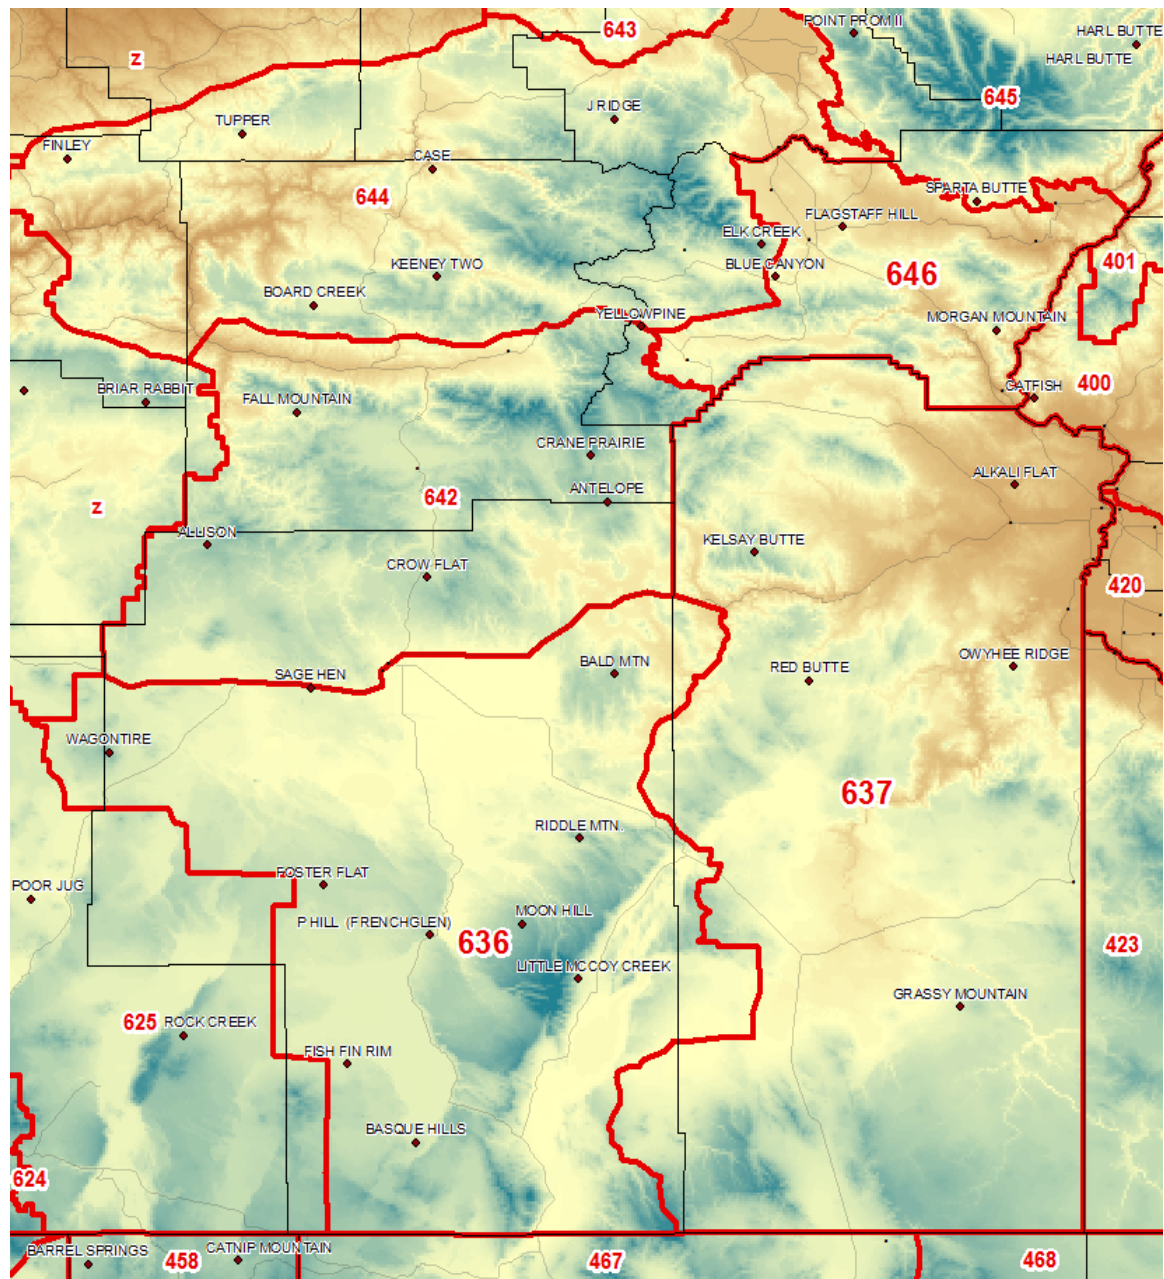 643
POINT PROM II
HARL BUTTE
HARL BUTTE
Z
645
J RIDGE
TUPPER
FINLEY
CASE
644
SPARTA BUTTE
FLAGSTAFF HILL
ELK CREEK
BLUE CANYON
646
401
KEENEY TWO
BOARD CREEK
YELLOWPINE
MORGAN MOUNTAIN
BRIAR RABBIT
FALL MOUNTAIN
CATFISH
400
CRANE PRAIRIE
ALKALI FLAT
ANTELOPE
642
Z
ALLISON
KELSAY BUTTE
CROW FLAT
420
SAGE HEN
BALD MTN
RED BUTTE
OWYHEE RIDGE
WAGONTIRE
637
RIDDLE MTN.
FOSTER FLAT
POOR JUG
P HILL (FRENCHGLEN)
MOON HILL
636
423
LITTLE MCCOY CREEK
GRASSY MOUNTAIN
625
ROCK CREEK
FISH FIN RIM
BASQUE HILLS
624
BARREL SPRINGS
458
CATNIP MOUNTAIN
467
468